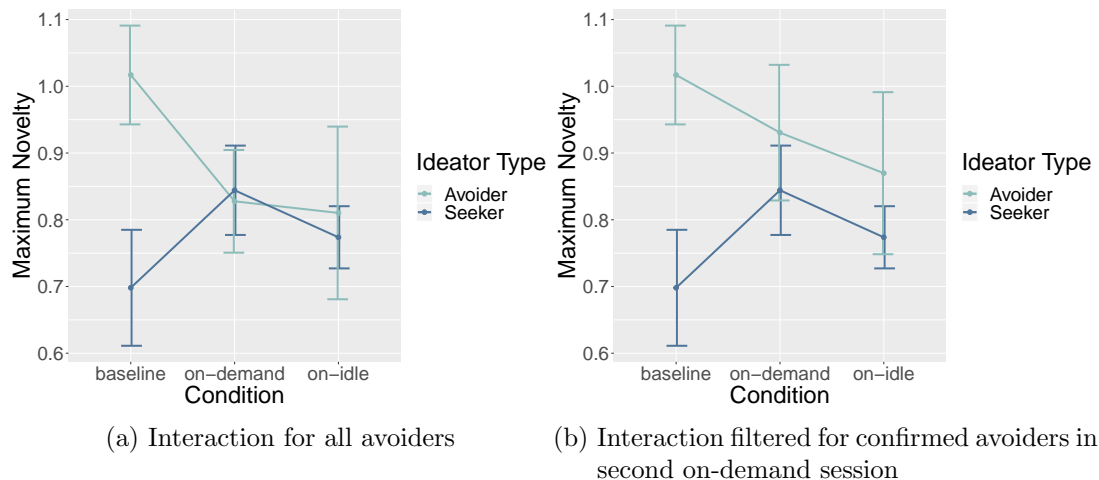 1.1
1.0
0.9
0.8
0.7
0.6
Maximum Novelty
baseline on−demand on−idle
Condition
Ideator Type
Avoider
Seeker
(a) Interaction for all avoiders
1.1
1.0
0.9
0.8
0.7
0.6
Maximum Novelty
baseline on−demand on−idle
Condition
Ideator Type
Avoider
Seeker
(b) Interaction filtered for confirmed avoiders in
second on-demand session